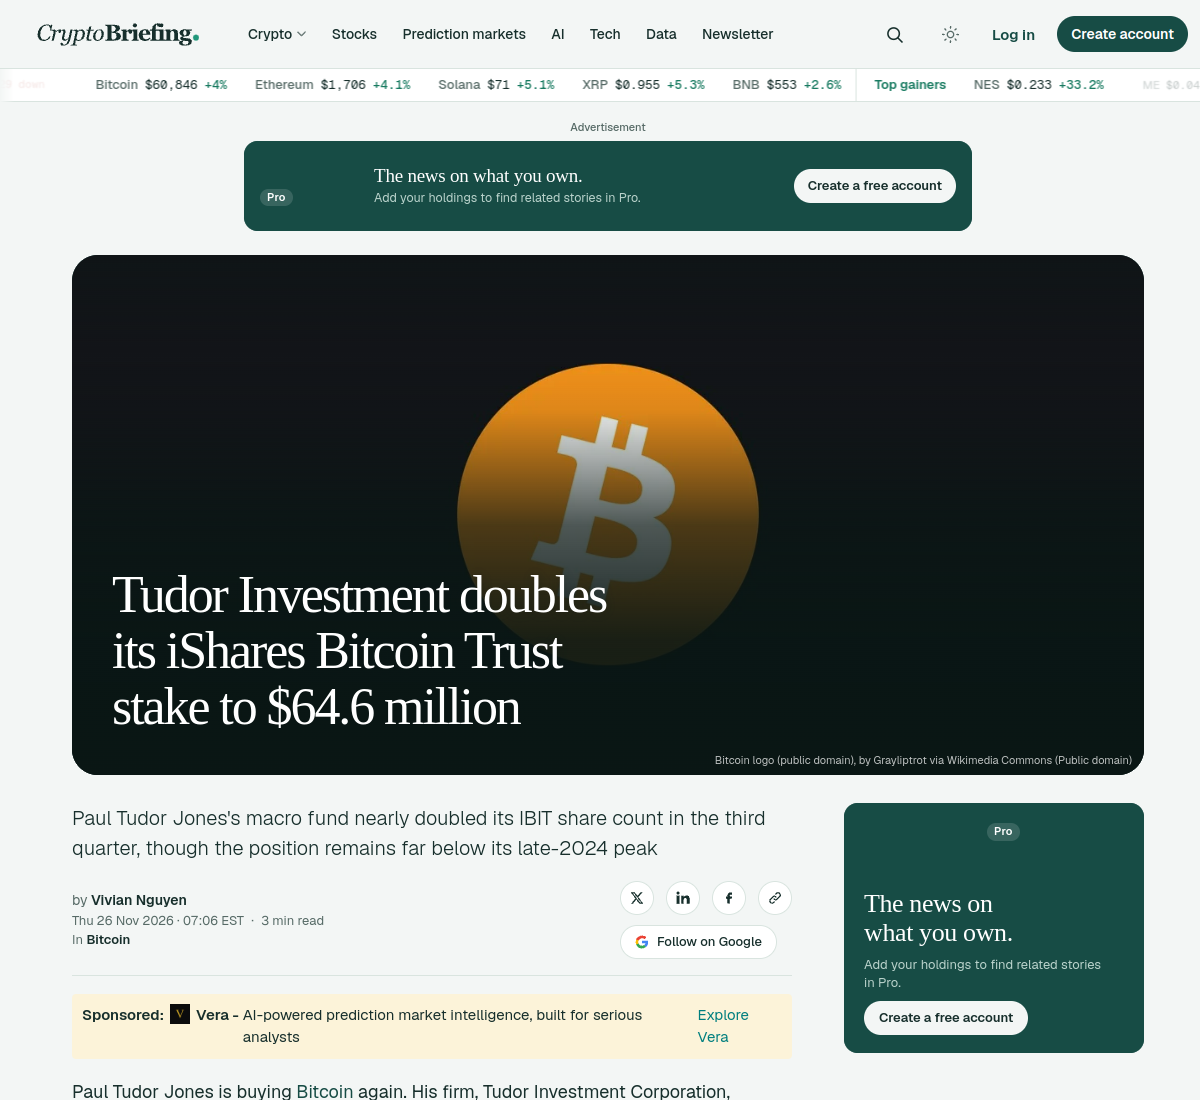 CryptoBriefing.
Crypto Stocks Prediction markets AI Tech Data Newsletter Log in Create account
down Bitcoin $60,846 +4% Ethereum $1,706 +4.1% Solana $71 +5.1% XRP $0.955 +5.3% BNB $553 +2.6% Top gainers NES $0.233 +33.2% ME $0.04
Advertisement
The news on what you own.
Pro
Add your holdings to find related stories in Pro.
Create a free account
Tudor Investment doubles
its iShares Bitcoin Trust
stake to $64.6 million
Bitcoin logo (public domain), by Grayliptrot via Wikimedia Commons (Public domain)
Paul Tudor Jones's macro fund nearly doubled its IBIT share count in the third
quarter, though the position remains far below its late-2024 peak
by Vivian Nguyen
Thu 26 Nov 2026 · 07:06 EST · 3 min read
In Bitcoin
Follow on Google
Sponsored: V Vera - AI-powered prediction market intelligence, built for serious
analysts
Explore
Vera
Paul Tudor Jones is buying Bitcoin again. His firm, Tudor Investment Corporation,
Pro
The news on
what you own.
Add your holdings to find related stories
in Pro.
Create a free account